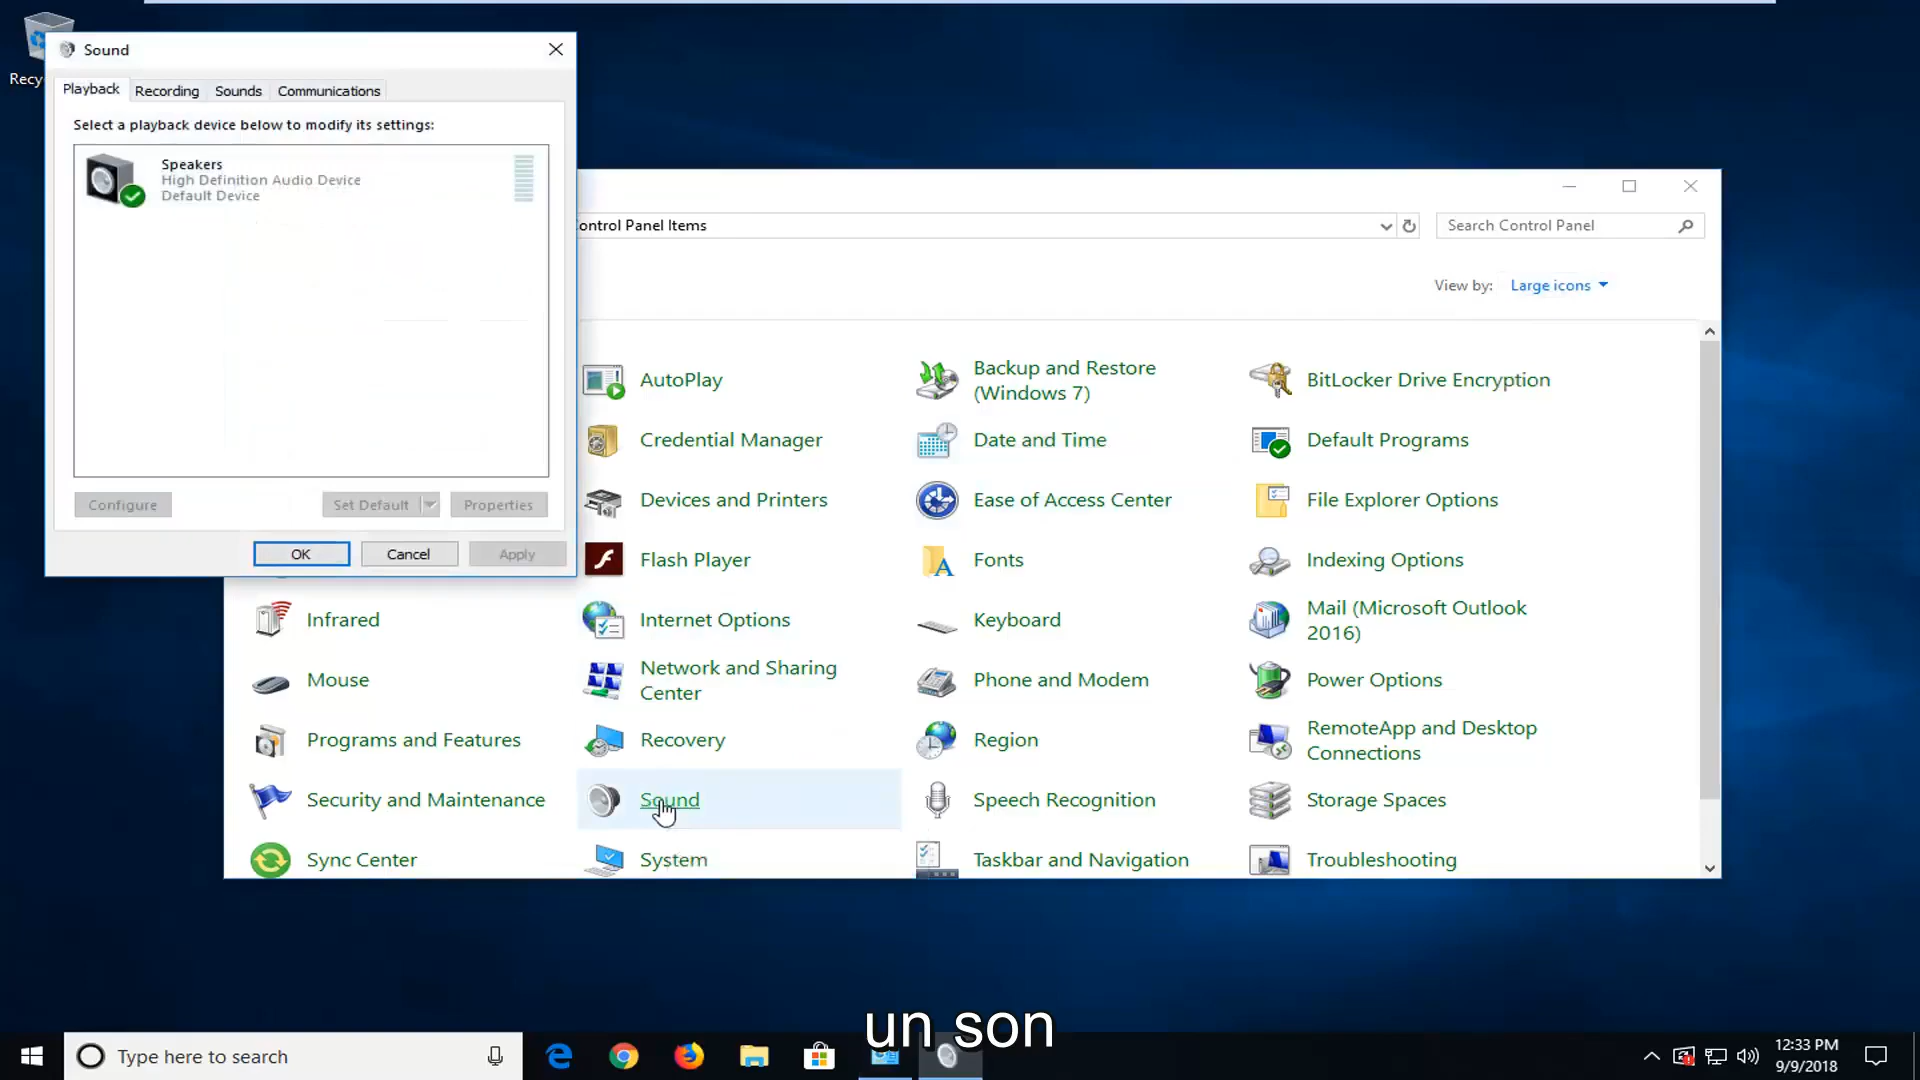 Recy
Sound
Playback
Recording
Sounds
Communications
Select a playback device below to modify its settings:
Speakers
High Definition Audio Device
Default Device
Configure
Set Default
Properties
OK
Cancel
Apply
ontrol Panel Items
Search Control Panel
View by:
Large icons
AutoPlay
Backup and Restore
(Windows 7)
BitLocker Drive Encryption
Credential Manager
Date and Time
Default Programs
Devices and Printers
Ease of Access Center
File Explorer Options
Flash Player
Fonts
Indexing Options
Infrared
Internet Options
Keyboard
Mail (Microsoft Outlook
2016)
Mouse
Network and Sharing
Center
Phone and Modem
Power Options
Programs and Features
Recovery
Region
RemoteApp and Desktop
Connections
Security and Maintenance
Sound
Speech Recognition
Storage Spaces
Sync Center
System
Taskbar and Navigation
Troubleshooting
un son
Type here to search
12:33 PM
9/9/2018